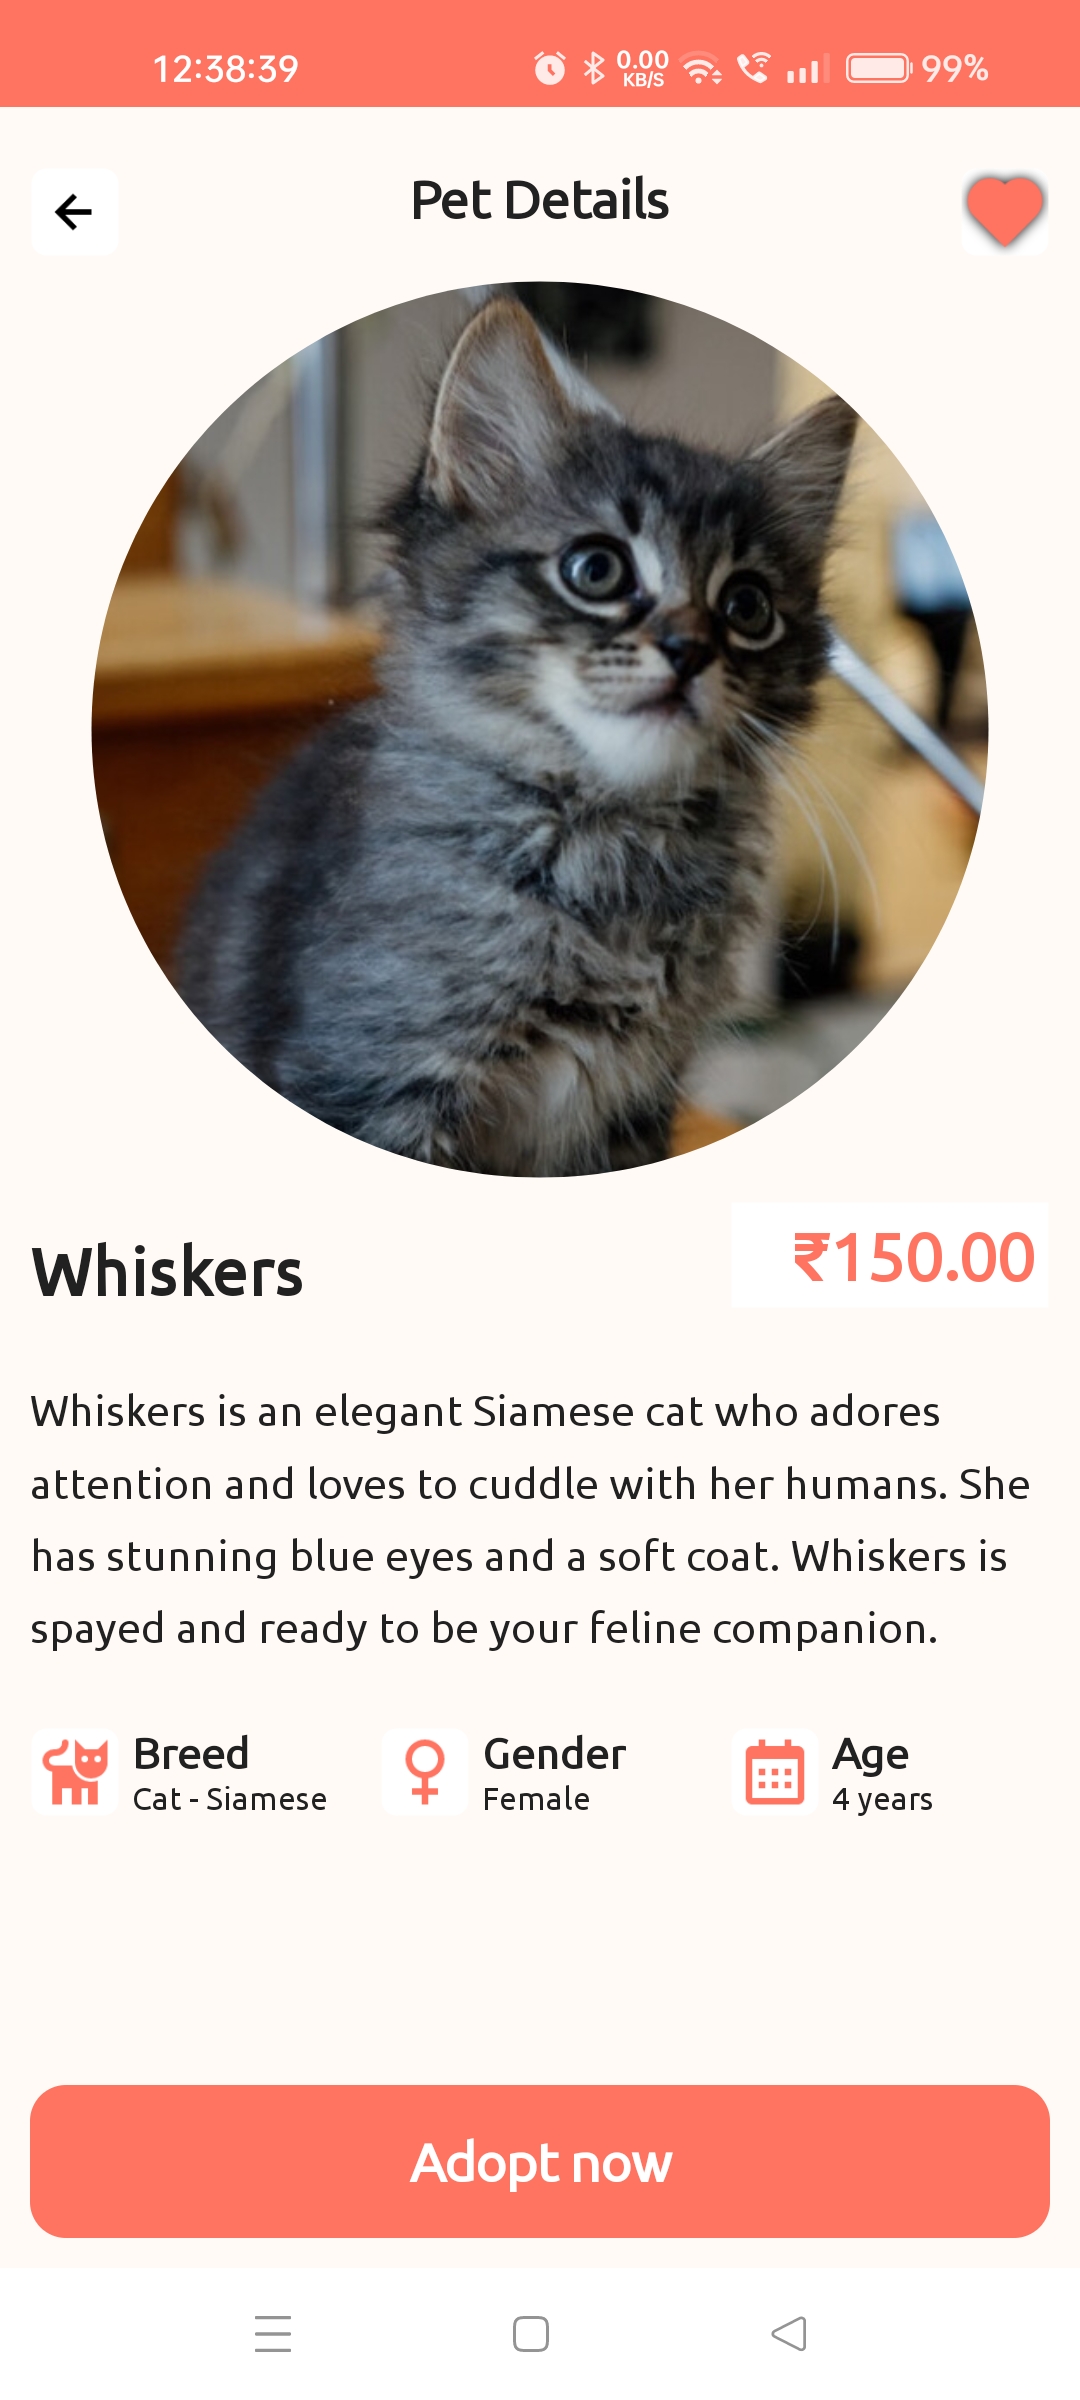 12:38:39
0.00
KB/S
99%
Pet Details
Whiskers
₹150.00
Whiskers is an elegant Siamese cat who adores
attention and loves to cuddle with her humans. She
has stunning blue eyes and a soft coat. Whiskers is
spayed and ready to be your feline companion.
Breed
Cat - Siamese
Gender
Female
Age
4 years
Adopt now